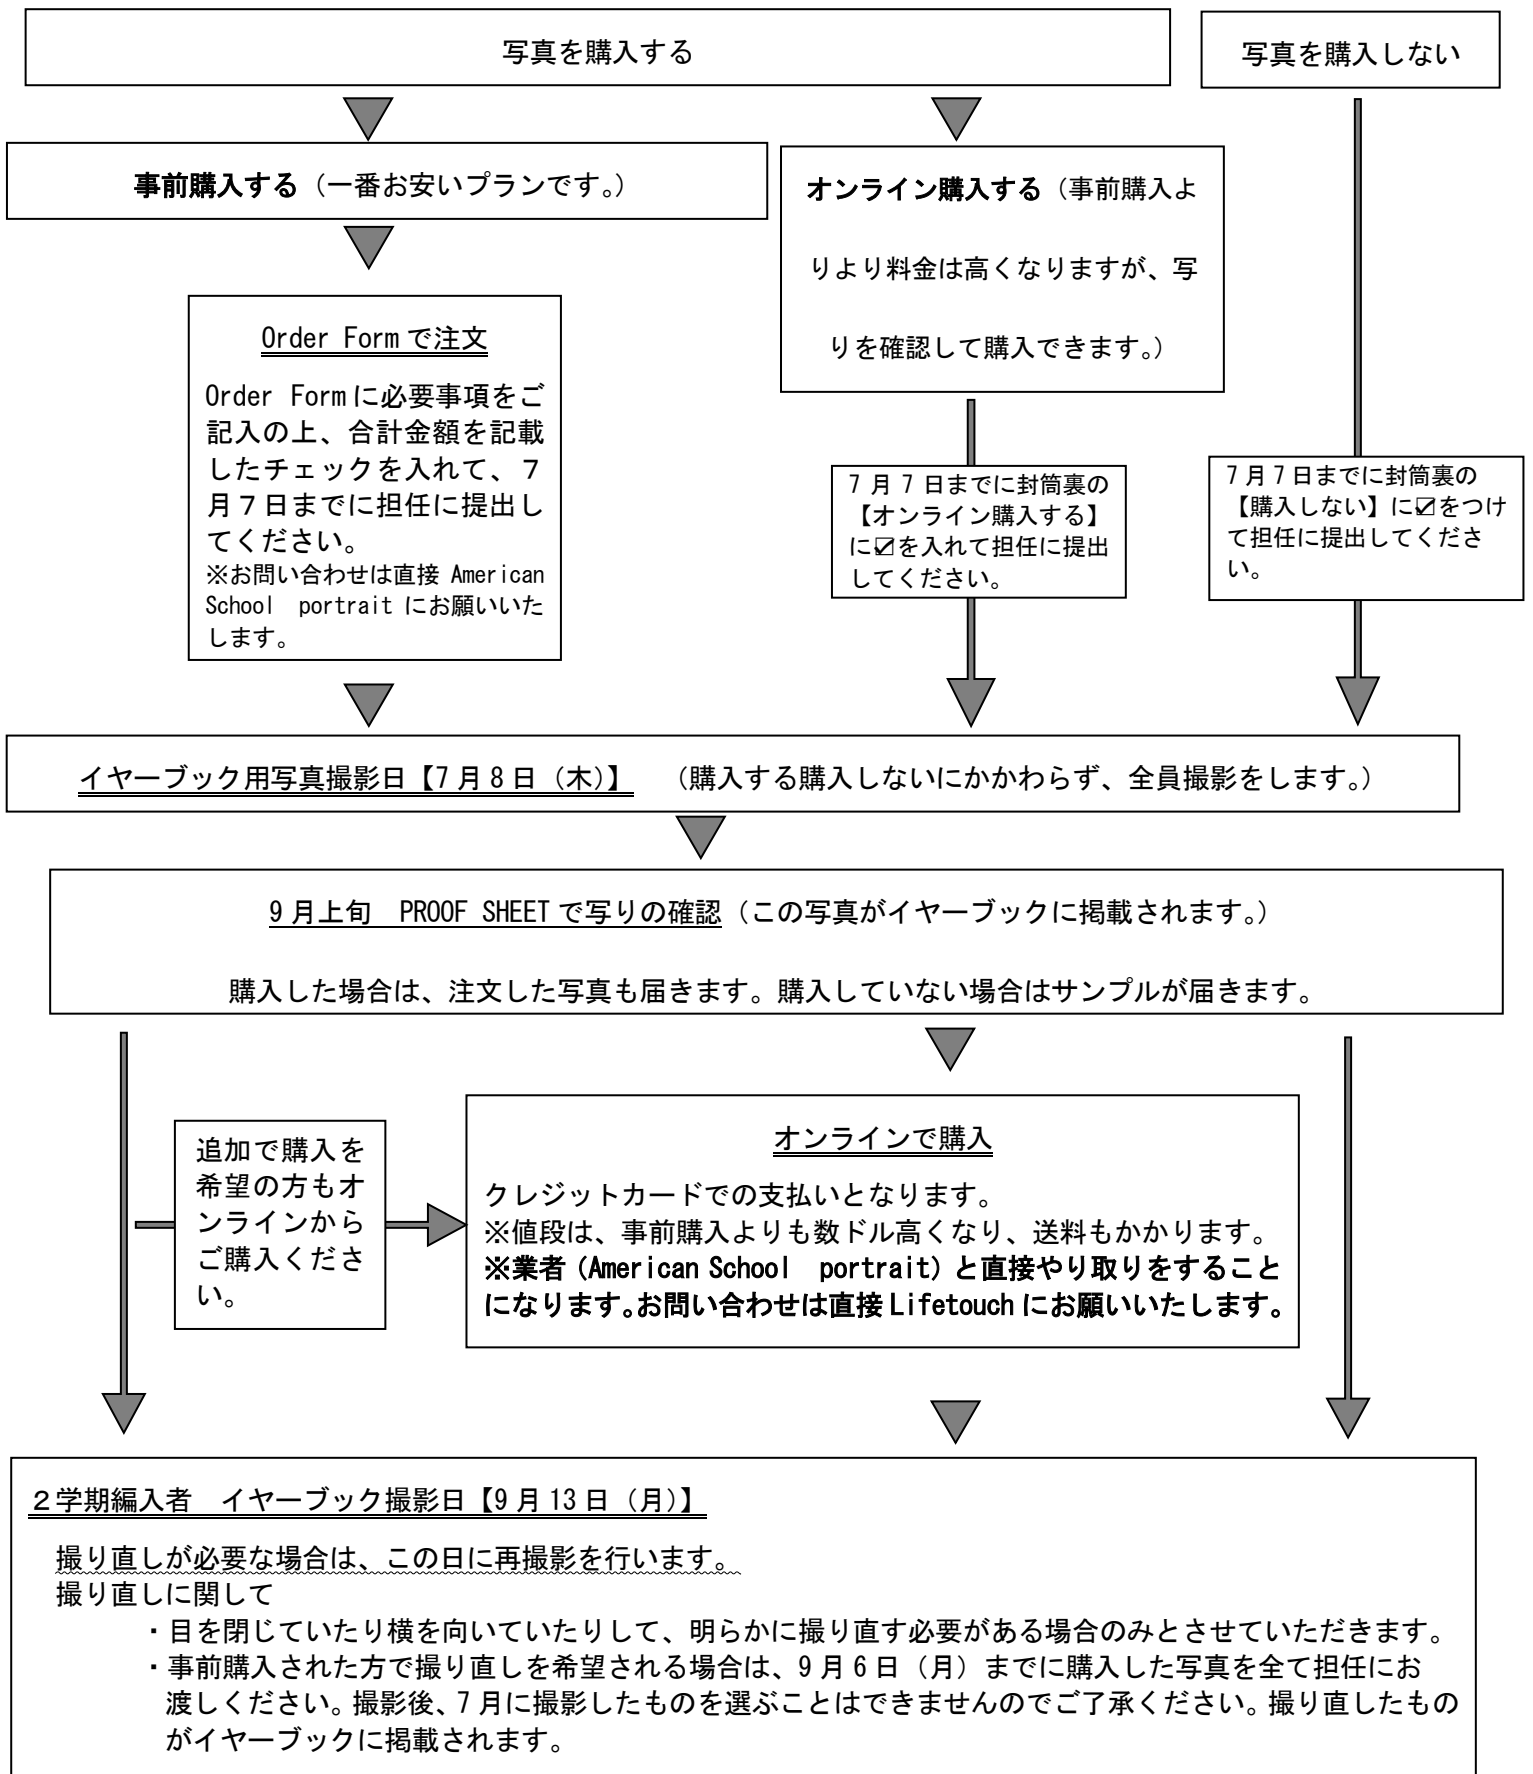 写真を購入する
写真を購入しない
事前購入する（一番お安いプランです。）
オンライン購入する（事前購入よ
りより料金は高くなりますが、写
りを確認して購入できます。）
Order Formで注文
Order Formに必要事項をご
記入の上、合計金額を記載
したチェックを入れて、７
月７日までに担任に提出し
てください。
※お問い合わせは直接 American
School　portrait にお願いいた
します。
7月7日までに封筒裏の
【オンライン購入する】
に☑を入れて担任に提出
してください。
7月7日までに封筒裏の
【購入しない】に☑をつけ
て担任に提出してくださ
い。
イヤーブック用写真撮影日【7月8日（木）】　（購入する購入しないにかかわらず、全員撮影をします。）
9月上旬　PROOF SHEETで写りの確認（この写真がイヤーブックに掲載されます。）
購入した場合は、注文した写真も届きます。購入していない場合はサンプルが届きます。
追加で購入を
希望の方もオ
ンラインから
ご購入くださ
い。
オンラインで購入
クレジットカードでの支払いとなります。
※値段は、事前購入よりも数ドル高くなり、送料もかかります。
※業者（American School　portrait）と直接やり取りをすること
になります。お問い合わせは直接Lifetouchにお願いいたします。
２学期編入者　イヤーブック撮影日【9月13日（月）】
撮り直しが必要な場合は、この日に再撮影を行います。
撮り直しに関して
・目を閉じていたり横を向いていたりして、明らかに撮り直す必要がある場合のみとさせていただきます。
・事前購入された方で撮り直しを希望される場合は、9月6日（月）までに購入した写真を全て担任にお
渡しください。撮影後、7月に撮影したものを選ぶことはできませんのでご了承ください。撮り直したもの
がイヤーブックに掲載されます。